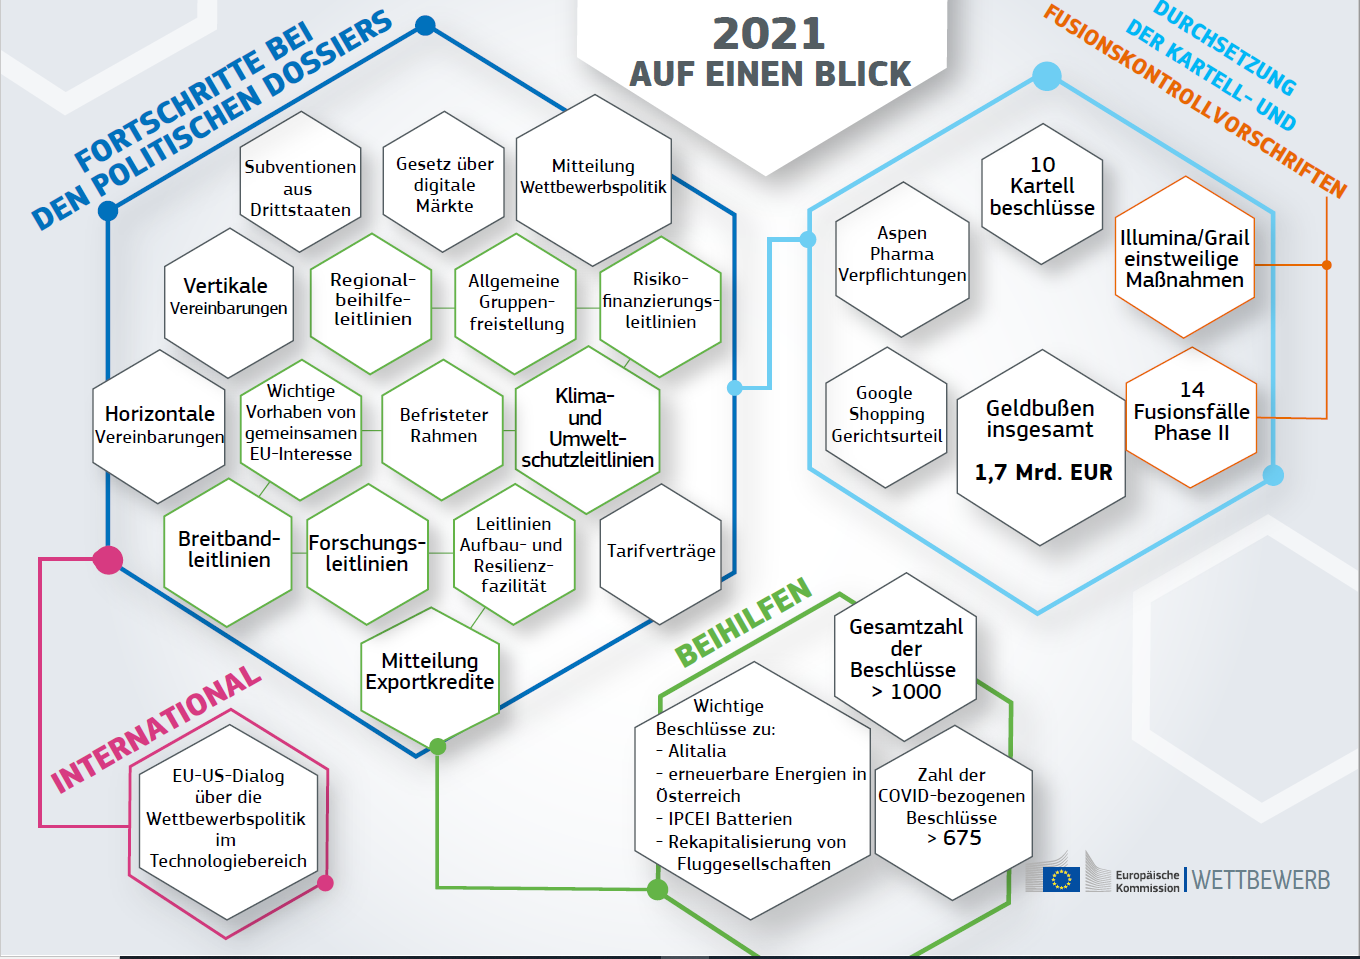 2021
AUF EINEN BLICK
FORTSCHRITTE BEI
DEN POLITISCHEN DOSSIERS
Subventionen
aus
Drittstaaten
Gesetz über
digitale
Märkte
Mitteilung
Wettbewerbspolitik
Vertikale
Vereinbarungen
Regional-
beihilfe-
leitlinien
Allgemeine
Gruppen-
freistellung
Risiko-
finanzierungs-
leitlinien
Horizontale
Vereinbarungen
Wichtige
Vorhaben von
gemeinsamen
EU-Interesse
Befristeter
Rahmen
Klima-
und
Umwelt-
schutzleitlinien
Breitband-
leitlinien
Forschungs-
leitlinien
Leitlinien
Aufbau- und
Resilienz-
fazilität
Tarifverträge
Mitteilung
Exportkredite
DURCHSETZUNG
DER KARTELL- UND
FUSIONSKONTROLLVORSCHRIFTEN
10
Kartell
beschlüsse
Aspen
Pharma
Verpflichtungen
Illumina/Grail
einstweilige
Maßnahmen
Google
Shopping
Gerichtsurteil
Geldbußen
insgesamt
1,7 Mrd. EUR
14
Fusionsfälle
Phase II
INTERNATIONAL
EU-US-Dialog
über die
Wettbewerbspolitik
im
Technologiebereich
BEIHILFEN
Gesamtzahl
der
Beschlüsse
> 1000
Wichtige
Beschlüsse zu:
- Alitalia
- erneuerbare Energien in
Österreich
- IPCEI Batterien
- Rekapitalisierung von
Fluggesellschaften
Zahl der
COVID-bezogenen
Beschlüsse
> 675
Europäische
Kommission
WETTBEWERB